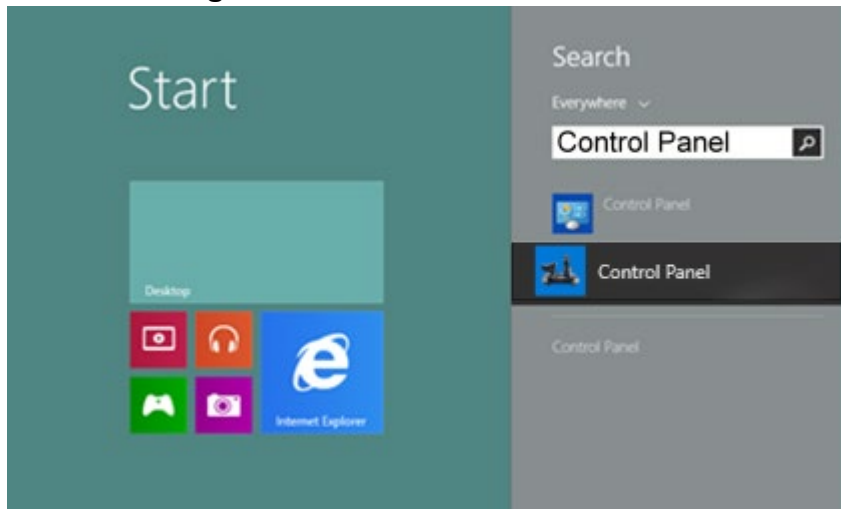 Start
Desktop
Internet Explorer
Search
Everywhere
Control Panel
Control Panel
Control Panel
Control Panel